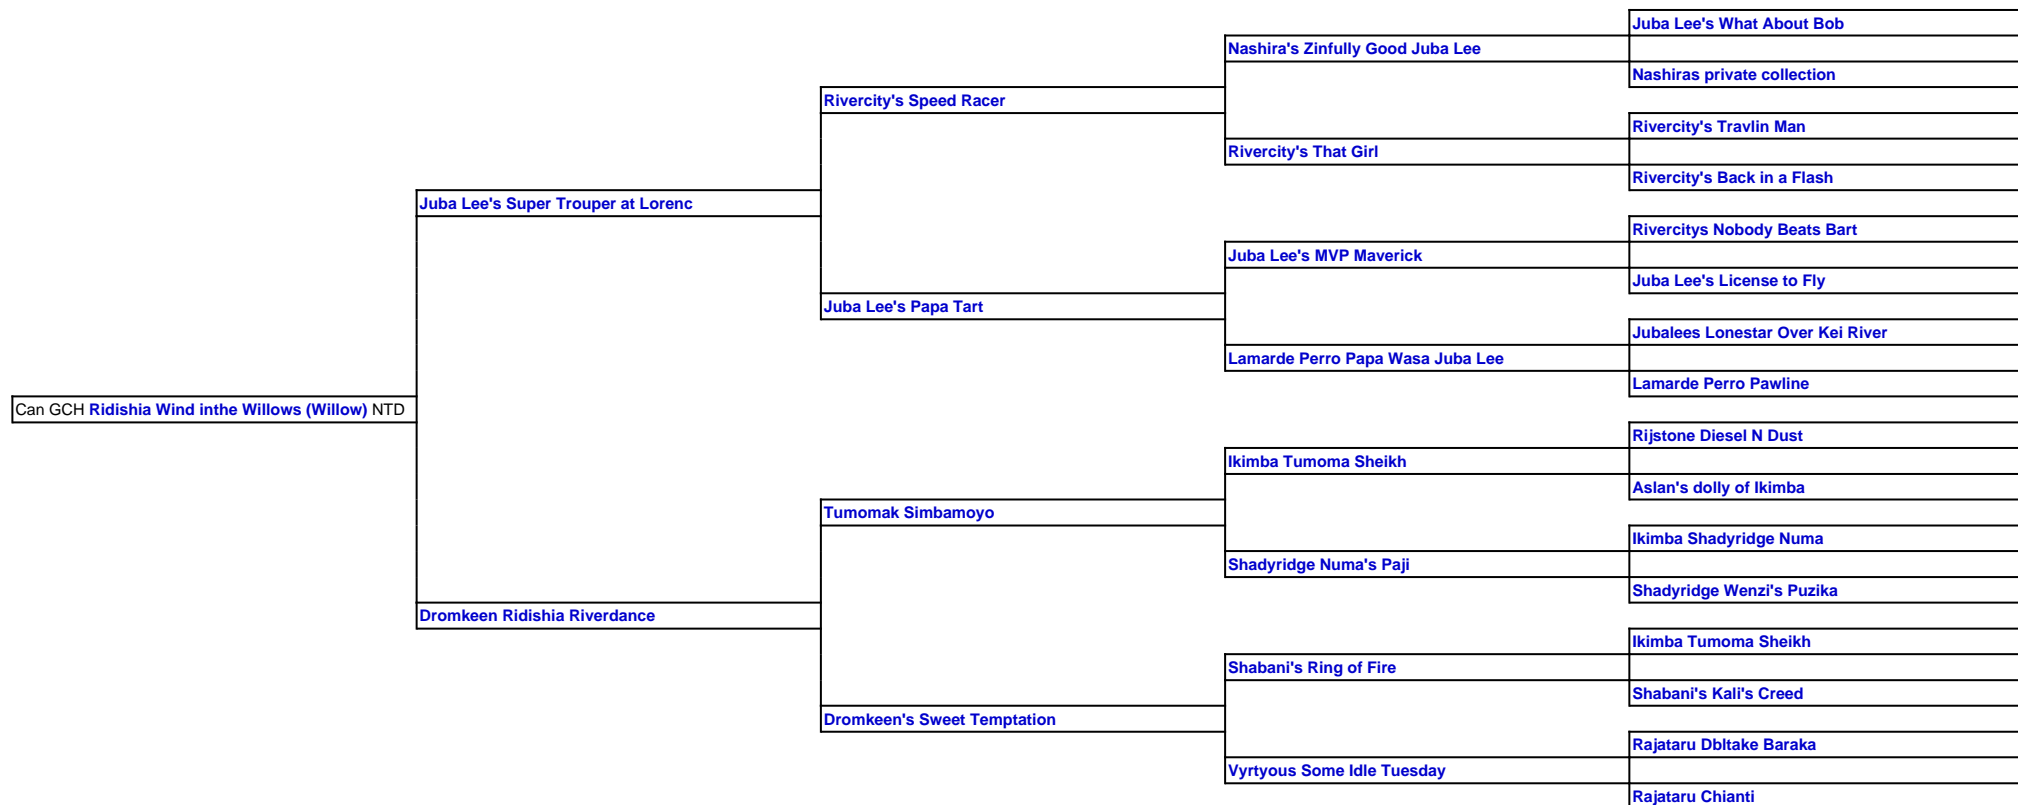 Juba Lee's What About Bob
Nashira's Zinfully Good Juba Lee
Nashiras private collection
Rivercity's Speed Racer
Rivercity's Travlin Man
Rivercity's That Girl
Rivercity's Back in a Flash
Juba Lee's Super Trouper at Lorenc
Rivercitys Nobody Beats Bart
Juba Lee's MVP Maverick
Juba Lee's License to Fly
Juba Lee's Papa Tart
Jubalees Lonestar Over Kei River
Lamarde Perro Papa Wasa Juba Lee
Lamarde Perro Pawline
Can GCH Ridishia Wind inthe Willows (Willow) NTD
Rijstone Diesel N Dust
Ikimba Tumoma Sheikh
Aslan's dolly of Ikimba
Tumomak Simbamoyo
Ikimba Shadyridge Numa
Shadyridge Numa's Paji
Shadyridge Wenzi's Puzika
Dromkeen Ridishia Riverdance
Ikimba Tumoma Sheikh
Shabani's Ring of Fire
Shabani's Kali's Creed
Dromkeen's Sweet Temptation
Rajataru Dbltake Baraka
Vyrtyous Some Idle Tuesday
Rajataru Chianti